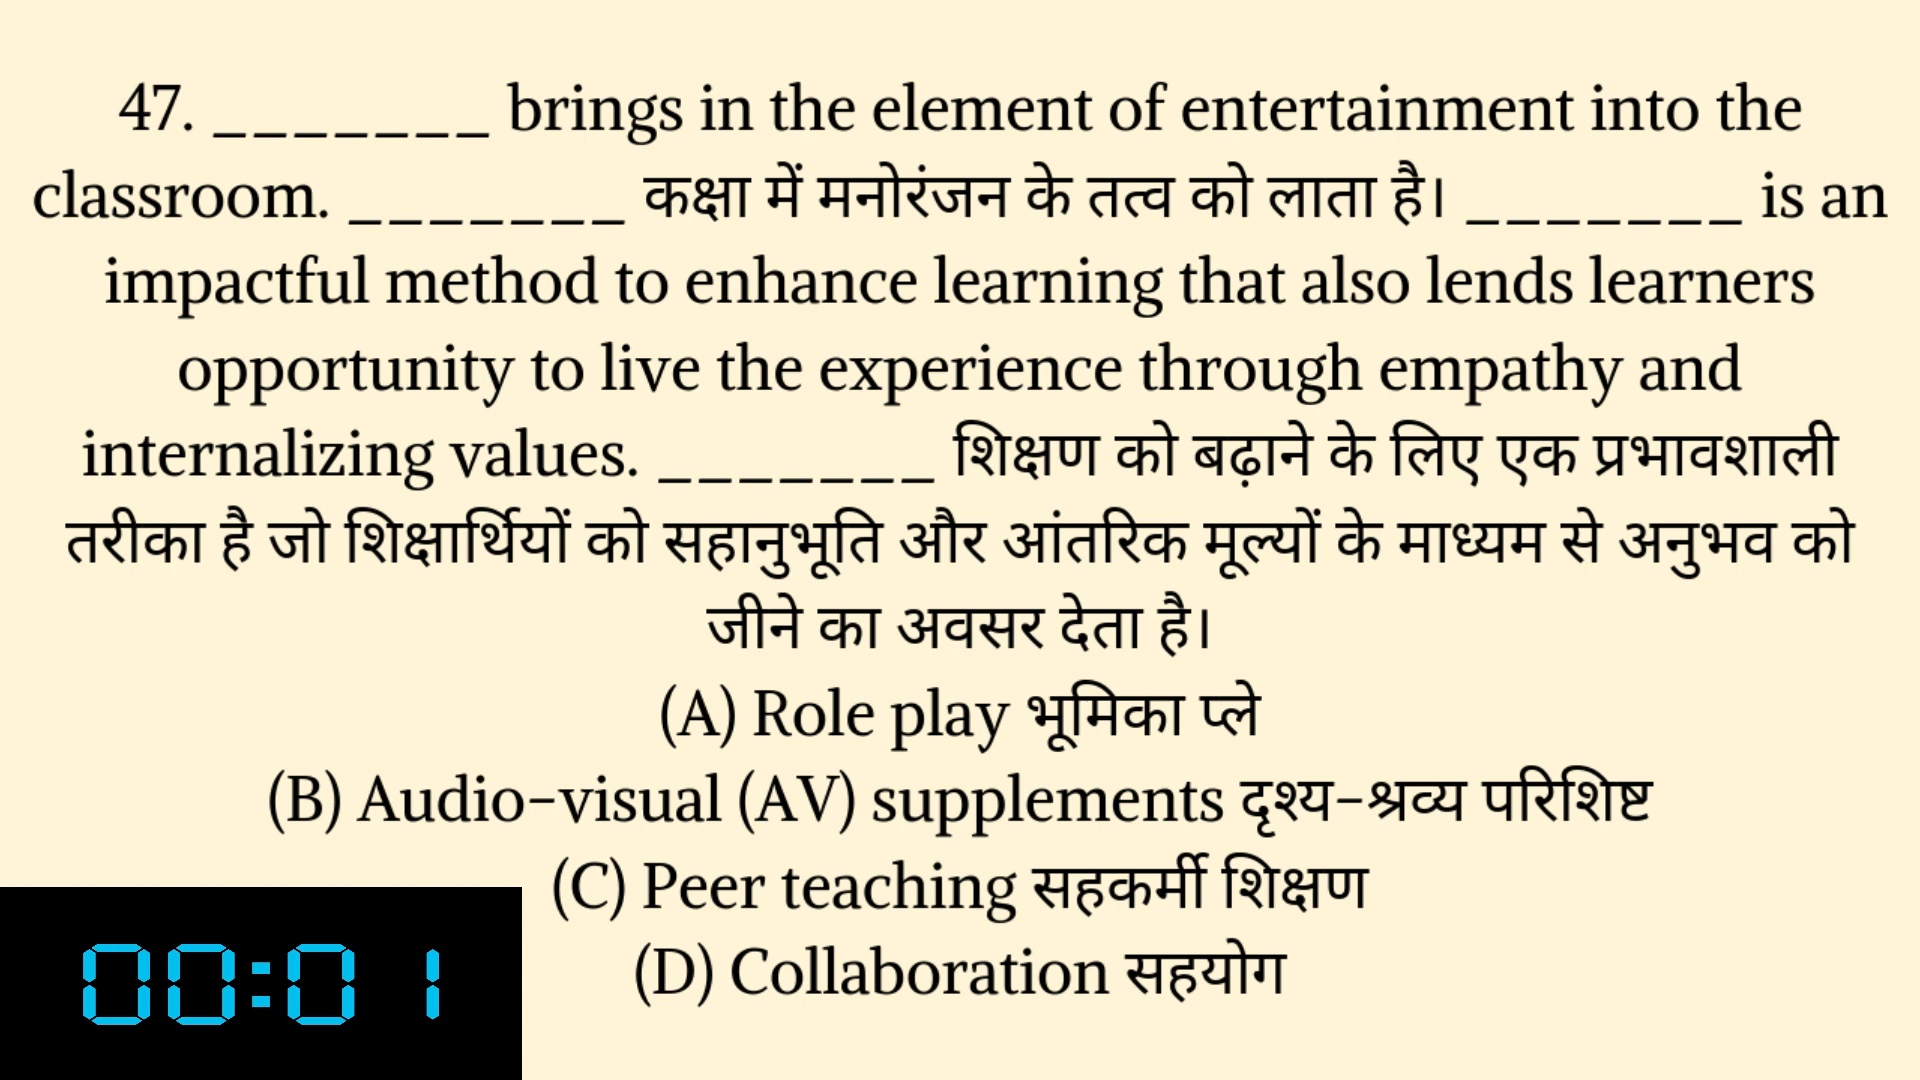 47. _______ brings in the element of entertainment into the
classroom. _______ कक्षा में मनोरंजन के तत्व को लाता है। _______ is an
impactful method to enhance learning that also lends learners
opportunity to live the experience through empathy and
internalizing values. _______ शिक्षण को बढ़ाने के लिए एक प्रभावशाली
तरीका है जो शिक्षार्थियों को सहानुभूति और आंतरिक मूल्यों के माध्यम से अनुभव को
जीने का अवसर देता है।
(A) Role play भूमिका प्ले
(B) Audio-visual (AV) supplements दृश्य-श्रव्य परिशिष्ट
(C) Peer teaching सहकर्मी शिक्षण
(D) Collaboration सहयोग
00:01